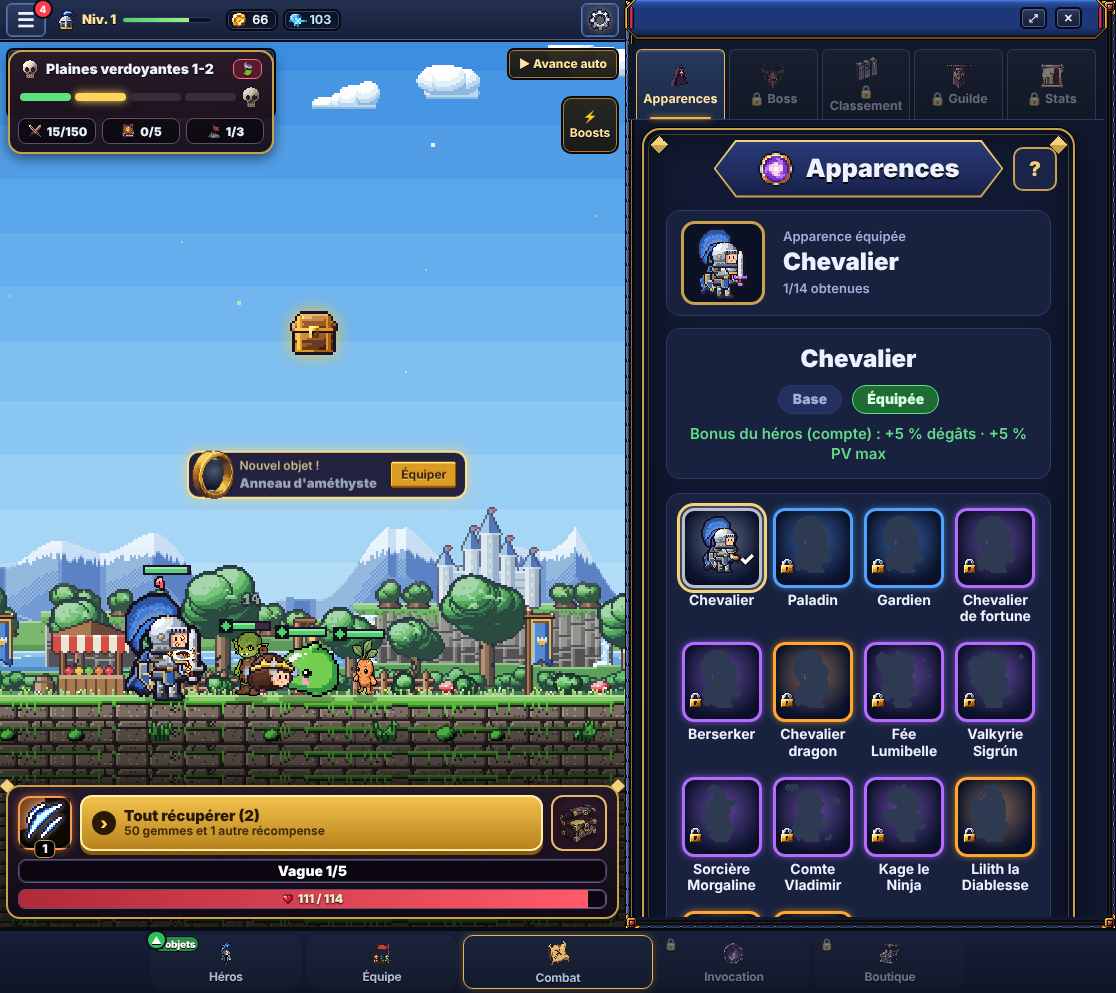 4
Niv. 1
66
103
Plaines verdoyantes 1-2
15/150
0/5
1/3
Avance auto
Boosts
Nouvel objet !
Anneau d'améthyste
Équiper
1
Tout récupérer (2)
50 gemmes et 1 autre récompense
Vague 1/5
111 / 114
Apparences
Boss
Classement
Guilde
Stats
Apparences
?
Apparence équipée
Chevalier
1/14 obtenues
Chevalier
Base
Équipée
Bonus du héros (compte) : +5 % dégâts · +5 %
PV max
Chevalier
Paladin
Gardien
Chevalier
de fortune
Berserker
Chevalier
dragon
Fée
Lumibelle
Valkyrie
Sigrún
Sorcière
Morgaline
Comte
Vladimir
Kage le
Ninja
Lilith la
Diablesse
objets
Héros
Équipe
Combat
Invocation
Boutique